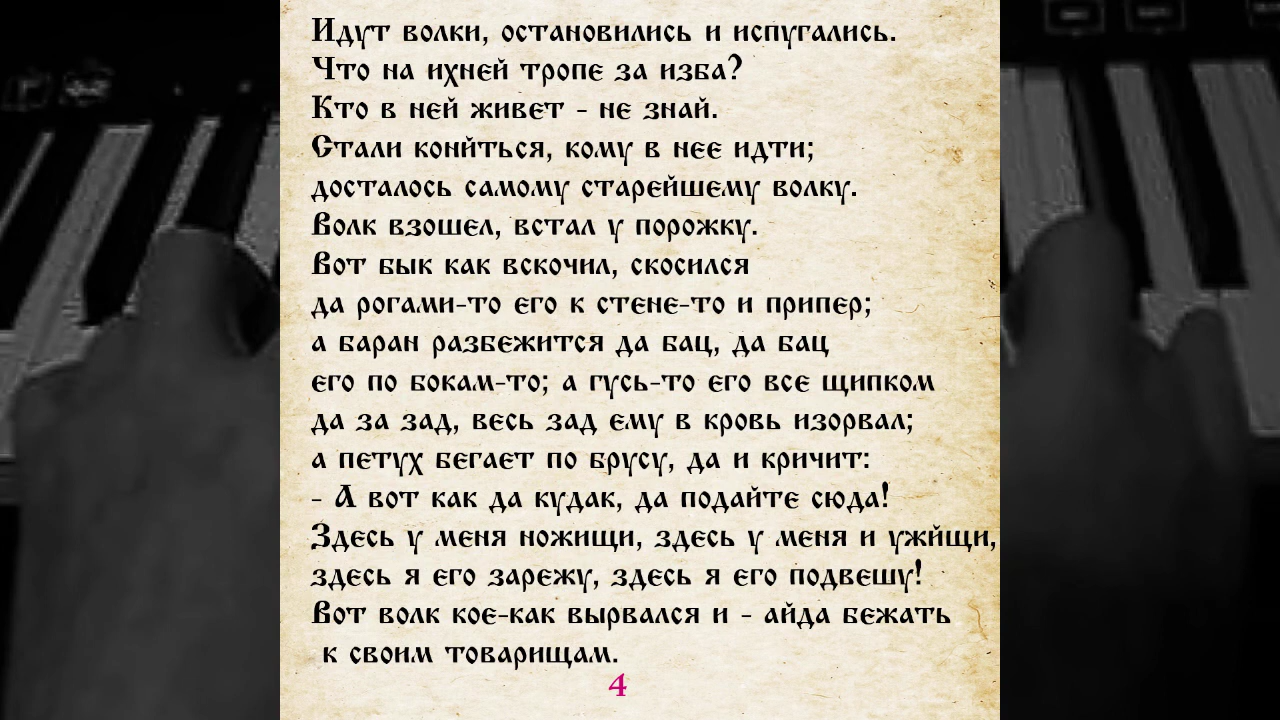 Идут волки, остановились и испугались.
Что на ихней тропе за изба?
Кто в ней живет - не знай.
Стали кони́ться, кому в нее идти;
досталось самому старейшему волку.
Волк взошел, встал у порожку.
Вот бык как вскочил, скосился
да рогами-то его к стене-то и припер;
а баран разбежится да бац, да бац
его по бокам-то; а гусь-то его все щипком
да за зад, весь зад ему в кровь изорвал;
а петух бегает по брусу, да и кричит:
- А вот как да кудак, да подайте сюда!
Здесь у меня ножищи, здесь у меня и ужи́щи,
здесь я его зарежу, здесь я его подвешу!
Вот волк кое-как вырвался и - айда бежать
к своим товарищам.
4